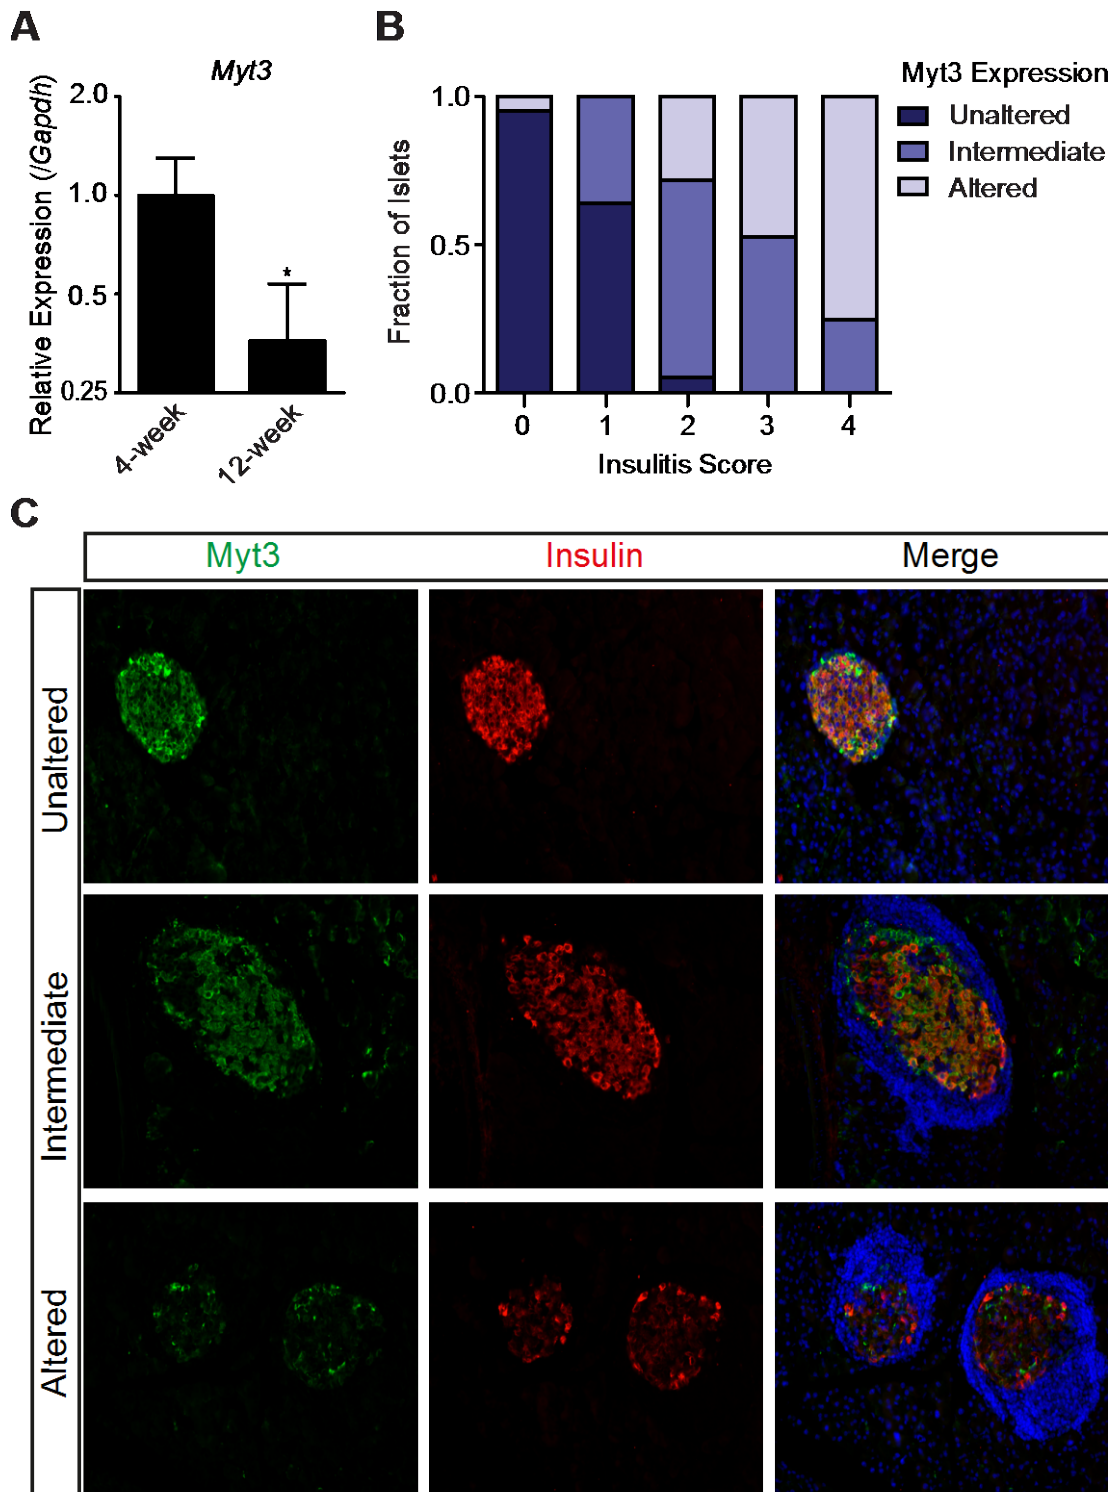 A
Myt3
Relative Expression (/Gapdh)
2.0
1.0
0.5
0.25
4-week
12-week
*
B
Fraction of Islets
1.0
0.5
0.0
0 1 2 3 4
Insulitis Score
Myt3 Expression
Unaltered
Intermediate
Altered
C
Myt3 Insulin Merge
Unaltered
Intermediate
Altered